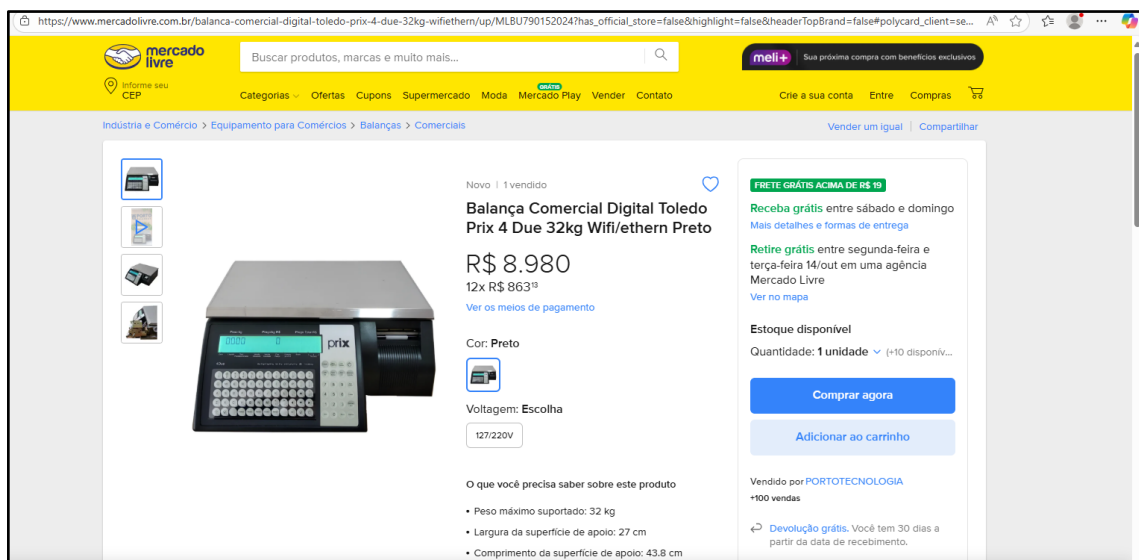 https://www.mercadolivre.com.br/balanca-comercial-digital-toledo-prix-4-due-32kg-wifiethern/up/MLBU790152024?has_official_store=false&highlight=false&headerTopBrand=false#polycard_client=se...
mercado
livre
Buscar produtos, marcas e muito mais...
meli+ Sua próxima compra com benefícios exclusivos
Informe seu
CEP
GRÁTIS
Categorias Ofertas Cupons Supermercado Moda Mercado Play Vender Contato Crie a sua conta Entre Compras
Indústria e Comércio > Equipamento para Comércios > Balanças > Comerciais
Vender um igual | Compartilhar
Novo | 1 vendido
Balança Comercial Digital Toledo
Prix 4 Due 32kg Wifi/ethern Preto
R$ 8.980
12x R$ 863¹³
Ver os meios de pagamento
Cor: Preto
Voltagem: Escolha
127/220V
O que você precisa saber sobre este produto
• Peso máximo suportado: 32 kg
• Largura da superfície de apoio: 27 cm
• Comprimento da superfície de apoio: 43.8 cm
prix
FRETE GRÁTIS ACIMA DE R$ 19
Receba grátis entre sábado e domingo
Mais detalhes e formas de entrega
Retire grátis entre segunda-feira e
terça-feira 14/out em uma agência
Mercado Livre
Ver no mapa
Estoque disponível
Quantidade: 1 unidade (+10 disponív...
Comprar agora
Adicionar ao carrinho
Vendido por PORTOTECNOLOGIA
+100 vendas
Devolução grátis. Você tem 30 dias a
partir da data de recebimento.